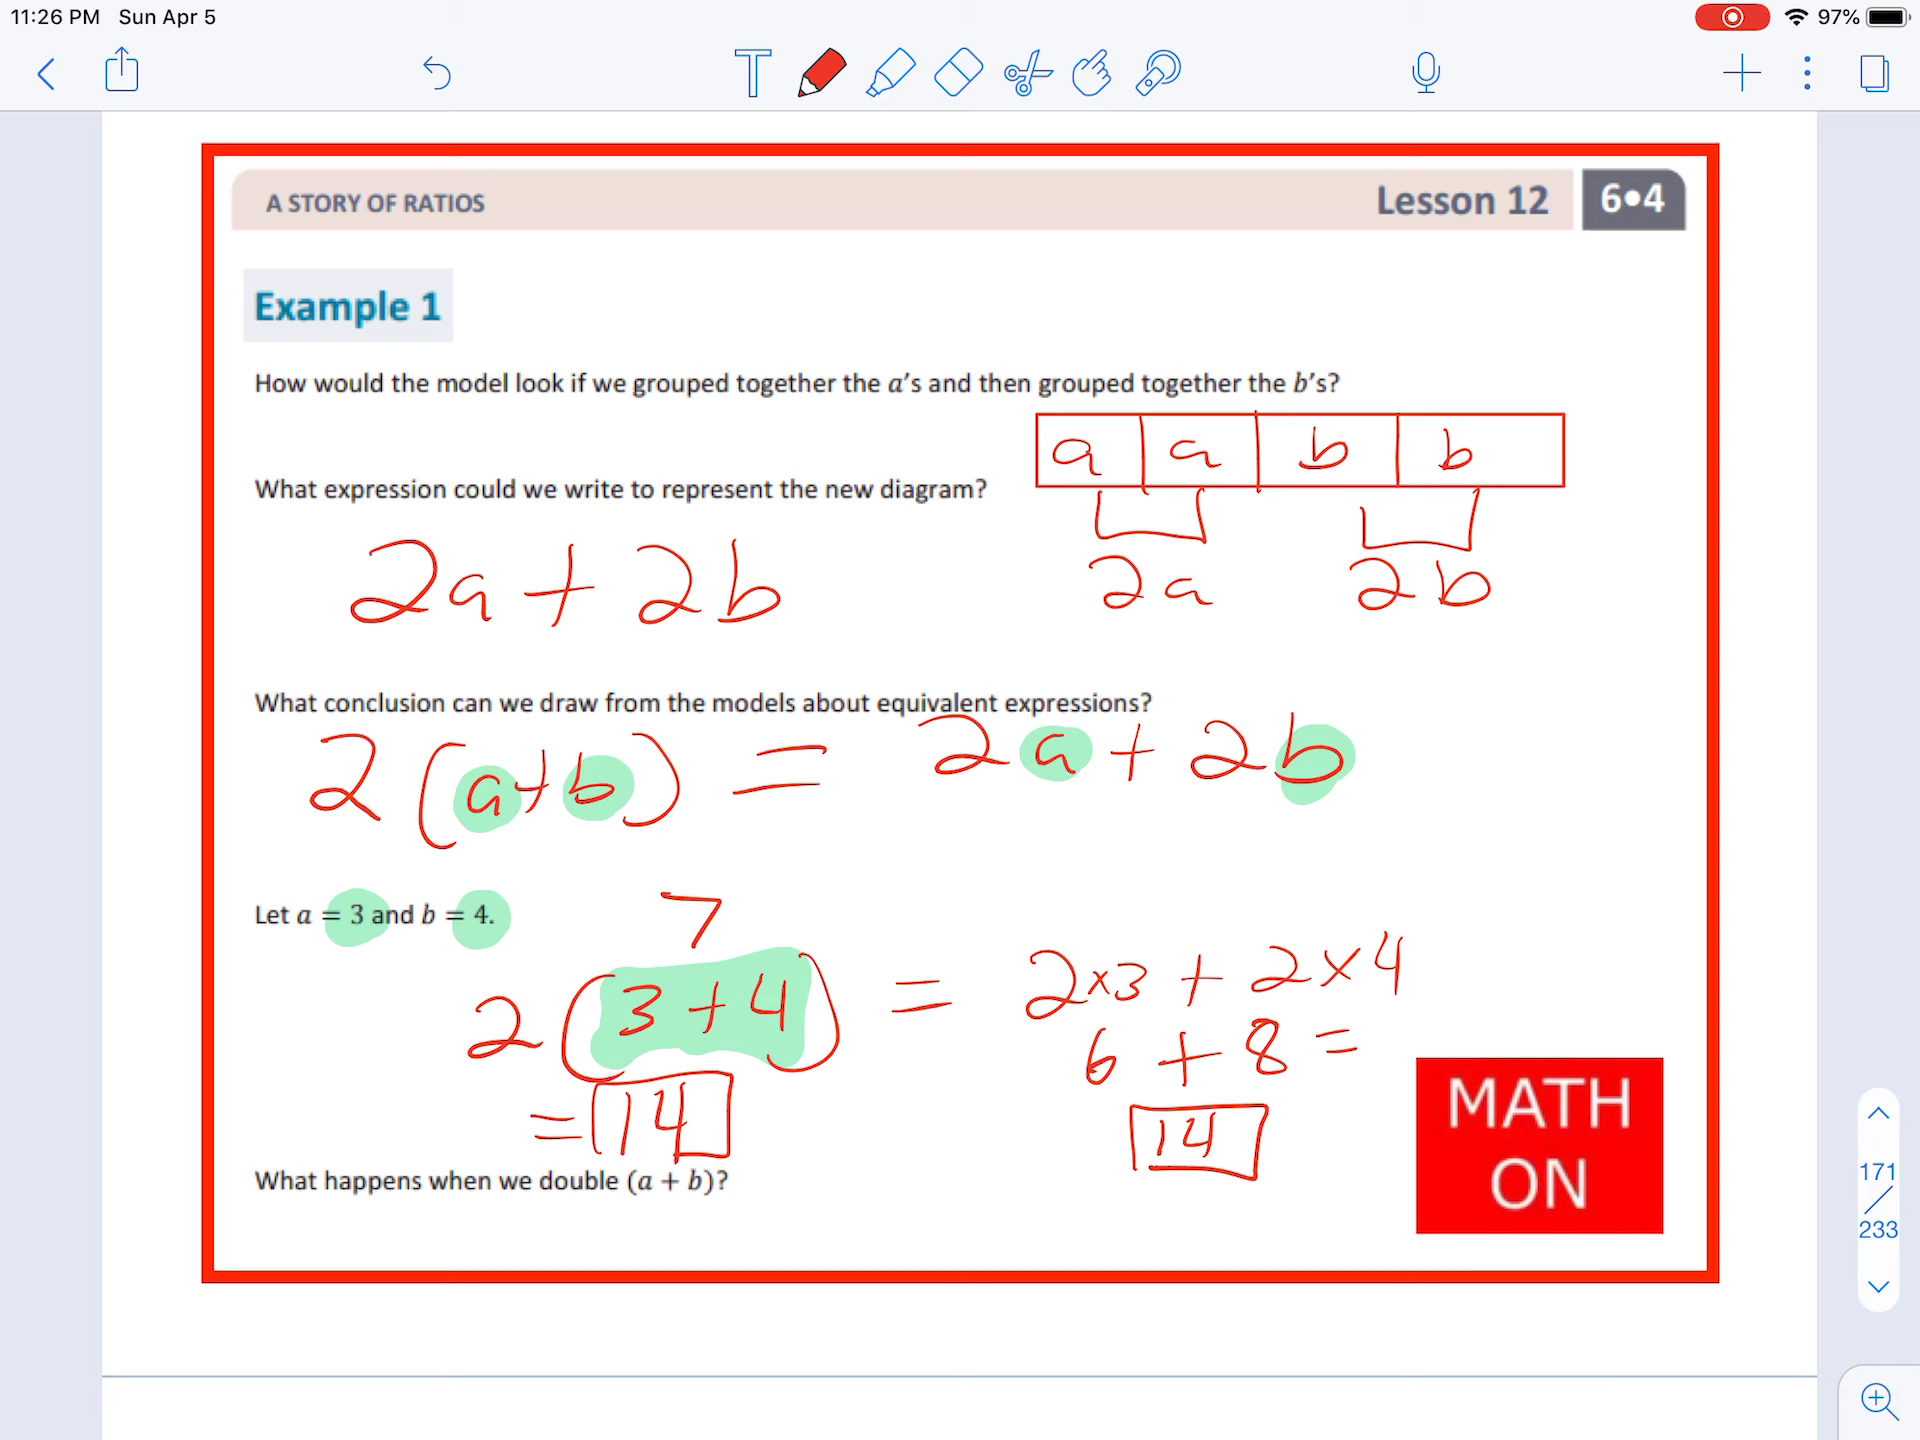 11:26 PM Sun Apr 5
97%
T
A STORY OF RATIOS
Lesson 12
6•4
Example 1
How would the model look if we grouped together the a's and then grouped together the b's?
a a b b
What expression could we write to represent the new diagram?
2a + 2b
2a 2b
What conclusion can we draw from the models about equivalent expressions?
2(a+b) = 2a + 2b
Let a = 3 and b = 4.
7
2(3+4) = 2×3 + 2×4
6 + 8 =
= 14
14
What happens when we double (a + b)?
MATH
ON
171
/
233